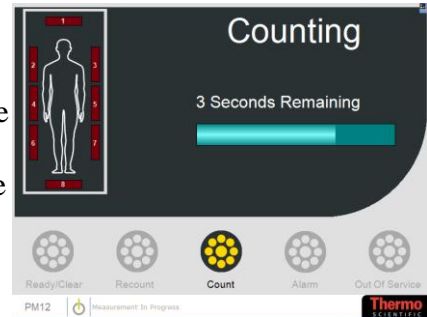 Counting
1
2
3
4
5
6
7
8
3 Seconds Remaining
e
e
Ready/Clear
Recount
Count
Alarm
Out Of Service
PM12
Measurement In Progress
Thermo
SCIENTIFIC